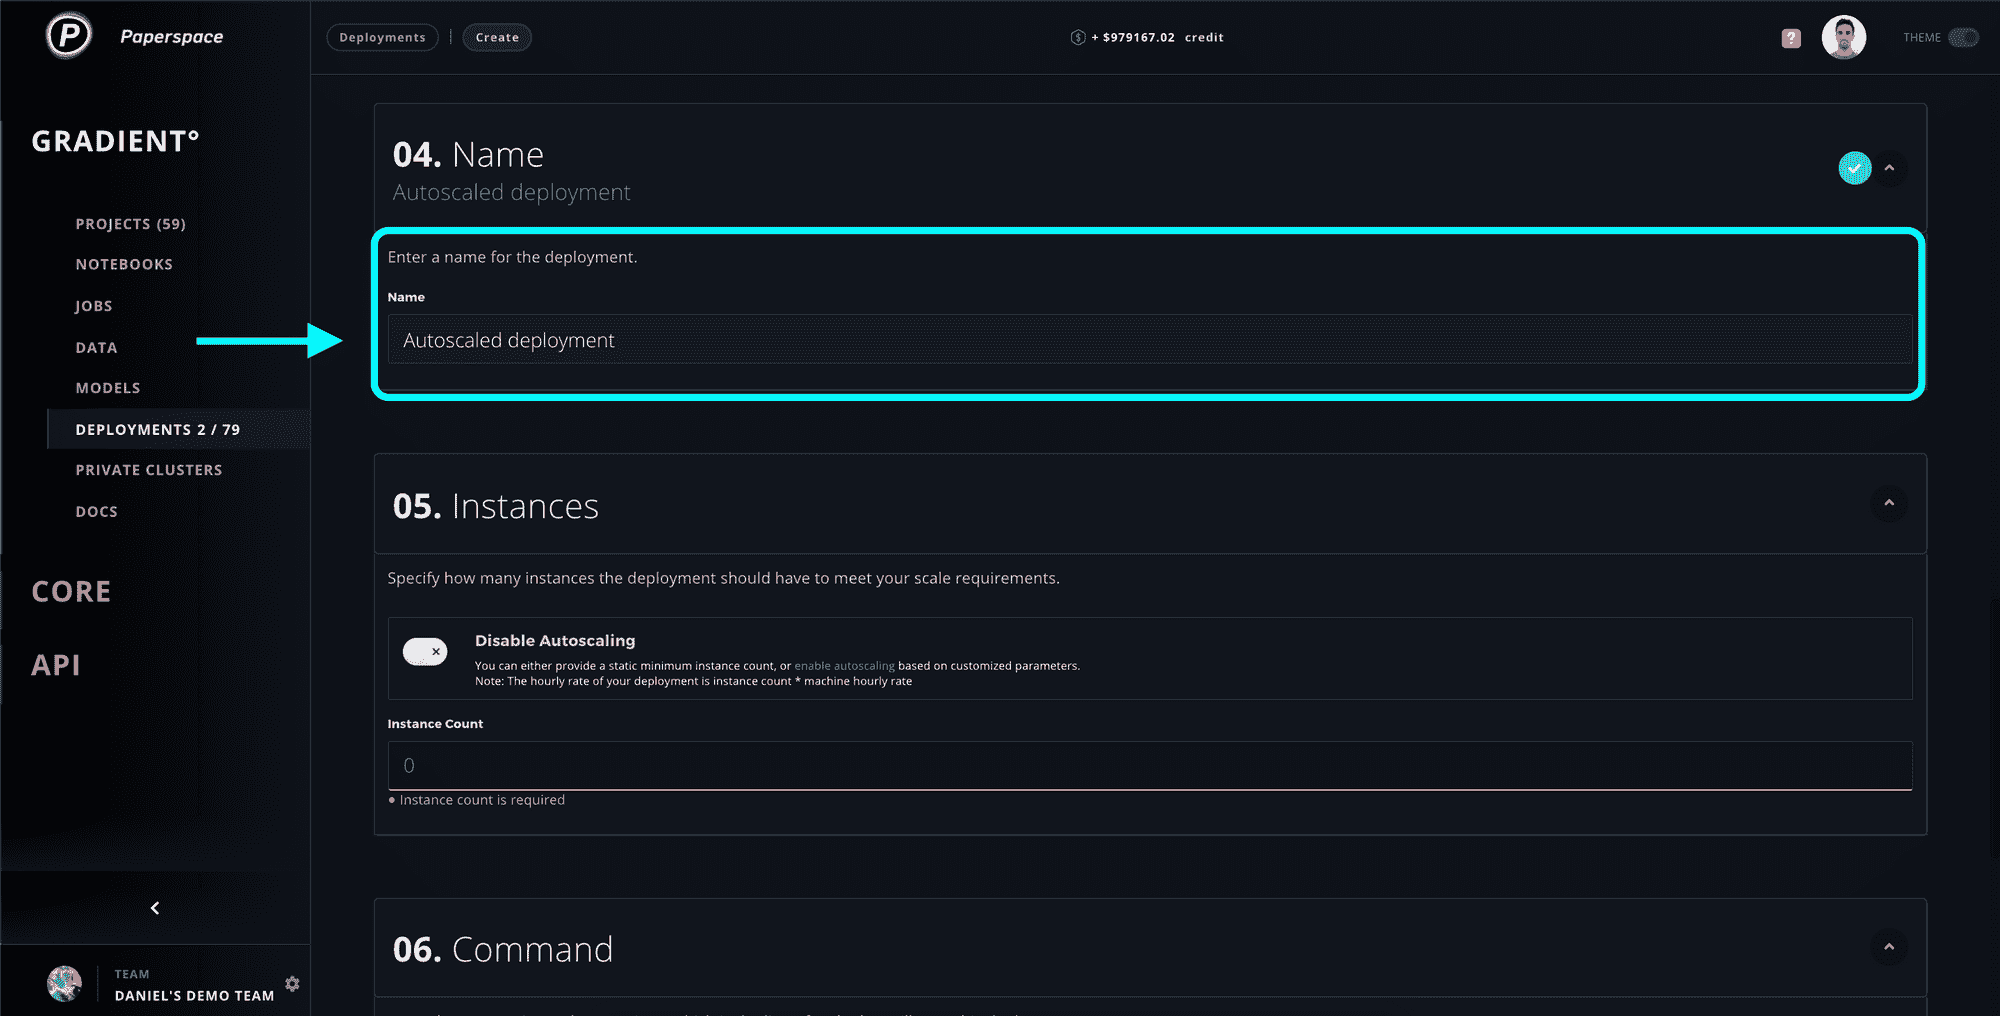 P Paperspace
Deployments | Create
+ $979167.02 credit
?
THEME
GRADIENT°
PROJECTS (59)
NOTEBOOKS
JOBS
DATA
MODELS
DEPLOYMENTS 2 / 79
PRIVATE CLUSTERS
DOCS
CORE
API
TEAM
DANIEL'S DEMO TEAM
04. Name
Autoscaled deployment
Enter a name for the deployment.
Name
Autoscaled deployment
05. Instances
Specify how many instances the deployment should have to meet your scale requirements.
Disable Autoscaling
You can either provide a static minimum instance count, or enable autoscaling based on customized parameters.
Note: The hourly rate of your deployment is instance count * machine hourly rate
Instance Count
0
• Instance count is required
06. Command